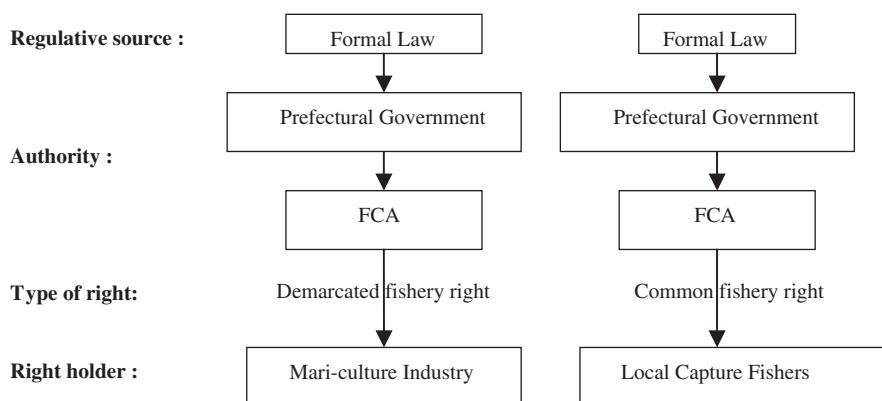 Regulative source : Formal Law Formal Law
Prefectural Government Prefectural Government
Authority :
FCA FCA
Type of right: Demarcated fishery right Common fishery right
Right holder : Mari-culture Industry Local Capture Fishers